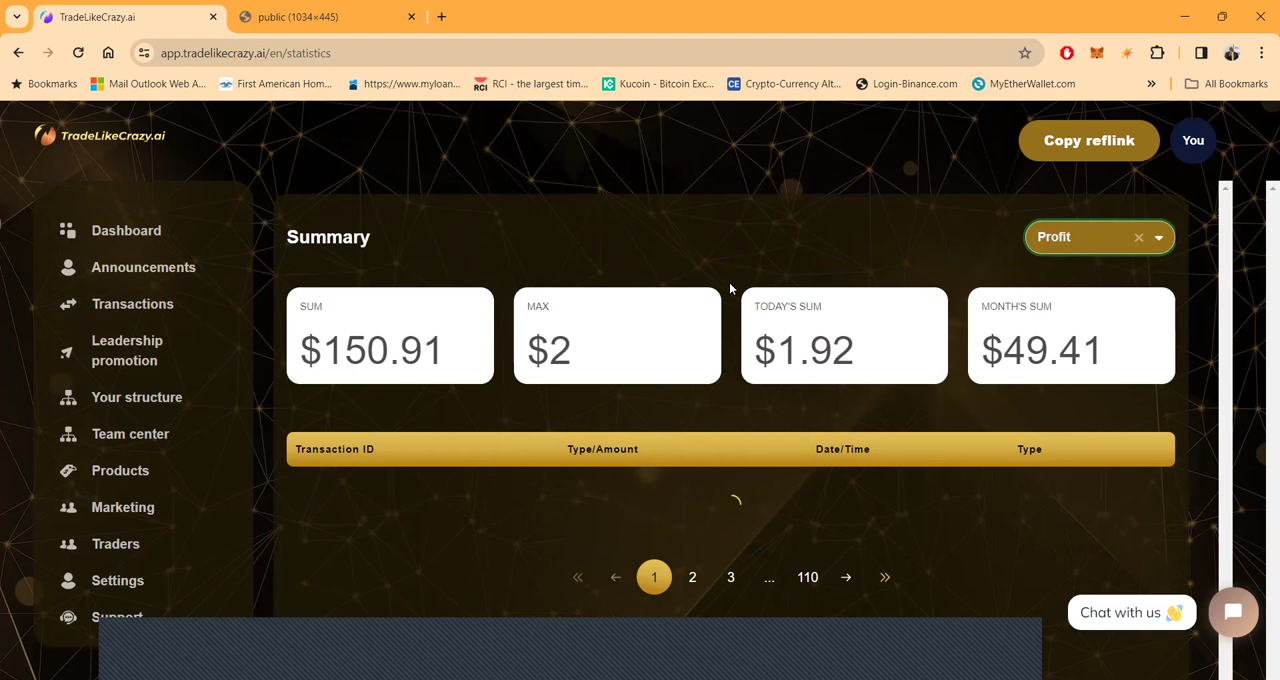 TradeLikeCrazy.ai
public (1034×445)
app.tradelikecrazy.ai/en/statistics
Bookmarks
Mail Outlook Web A...
First American Hom...
https://www.myloan...
RCI - the largest tim...
Kucoin - Bitcoin Exc...
Crypto-Currency Alt...
Login-Binance.com
MyEtherWallet.com
All Bookmarks
TradeLikeCrazy.ai
Copy reflink
You
Dashboard
Announcements
Transactions
Leadership
promotion
Your structure
Team center
Products
Marketing
Traders
Settings
Support
Summary
Profit
SUM
$150.91
MAX
$2
TODAY'S SUM
$1.92
MONTH'S SUM
$49.41
Transaction ID
Type/Amount
Date/Time
Type
« ← 1 2 3 ... 110 → »
Chat with us 👋